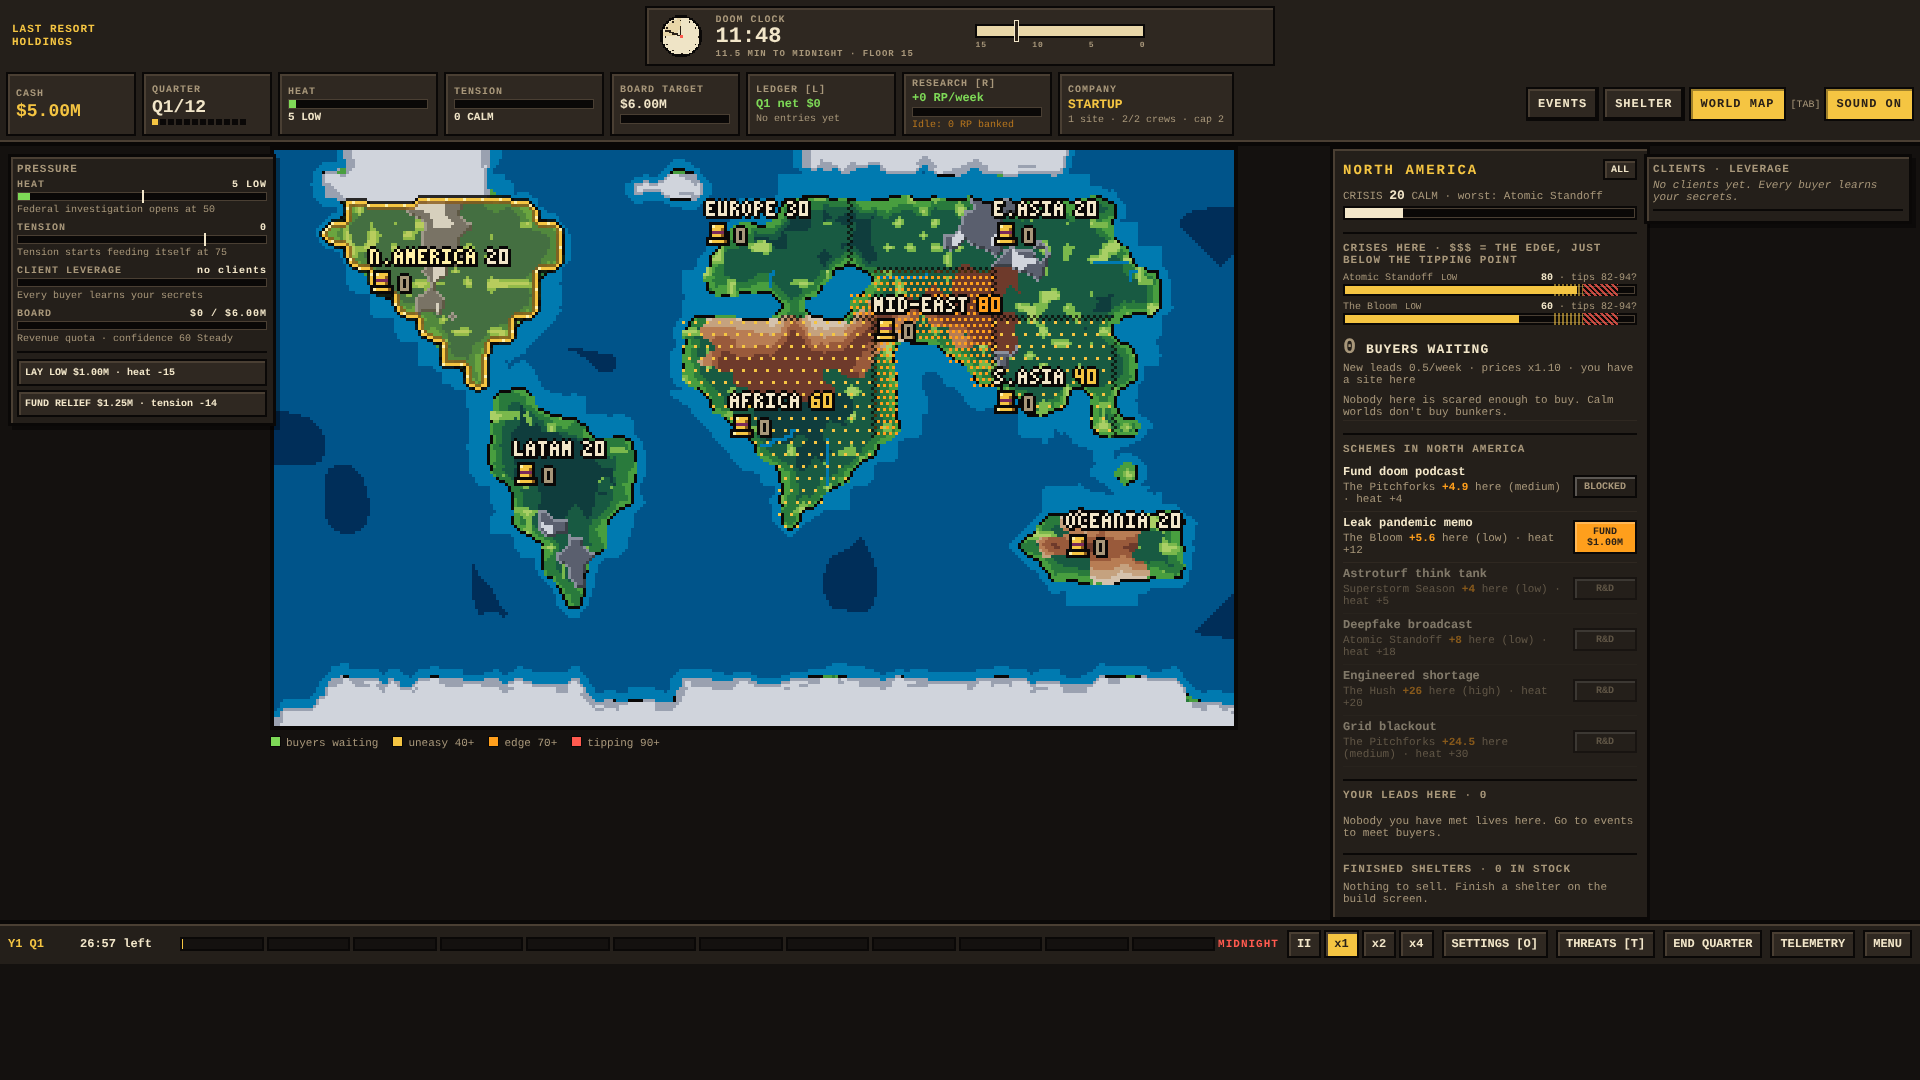 LAST RESORT
HOLDINGS
DOOM CLOCK
11:48
11.5 MIN TO MIDNIGHT · FLOOR 15
15 10 5 0
CASH
$5.00M
QUARTER
Q1/12
HEAT
5 LOW
TENSION
0 CALM
BOARD TARGET
$6.00M
LEDGER [L]
Q1 net $0
No entries yet
RESEARCH [R]
+0 RP/week
Idle: 0 RP banked
COMPANY
STARTUP
1 site · 2/2 crews · cap 2
EVENTS
SHELTER
WORLD MAP
[TAB]
SOUND ON
PRESSURE
HEAT 5 LOW
Federal investigation opens at 50
TENSION 0
Tension starts feeding itself at 75
CLIENT LEVERAGE no clients
Every buyer learns your secrets
BOARD $0 / $6.00M
Revenue quota · confidence 60 Steady
LAY LOW $1.00M · heat -15
FUND RELIEF $1.25M · tension -14
N.AMERICA 20
0
EUROPE 30
0
E.ASIA 20
0
MID-EAST 80
0
S.ASIA 40
0
AFRICA 60
0
LATAM 20
0
OCEANIA 20
0
buyers waiting
uneasy 40+
edge 70+
tipping 90+
NORTH AMERICA
ALL
CRISIS 20 CALM · worst: Atomic Standoff
CRISES HERE · $$$ = THE EDGE, JUST
BELOW THE TIPPING POINT
Atomic Standoff LOW 80 · tips 82-94?
The Bloom LOW 60 · tips 82-94?
0 BUYERS WAITING
New leads 0.5/week · prices x1.10 · you have
a site here
Nobody here is scared enough to buy. Calm
worlds don't buy bunkers.
SCHEMES IN NORTH AMERICA
Fund doom podcast
The Pitchforks +4.9 here (medium)
· heat +4
BLOCKED
Leak pandemic memo
The Bloom +5.6 here (low) · heat
+12
FUND
$1.00M
Astroturf think tank
Superstorm Season +4 here (low) ·
heat +5
R&D
Deepfake broadcast
Atomic Standoff +8 here (low) ·
heat +18
R&D
Engineered shortage
The Hush +26 here (high) · heat
+20
R&D
Grid blackout
The Pitchforks +24.5 here
(medium) · heat +30
R&D
YOUR LEADS HERE · 0
Nobody you have met lives here. Go to events
to meet buyers.
FINISHED SHELTERS · 0 IN STOCK
Nothing to sell. Finish a shelter on the
build screen.
CLIENTS · LEVERAGE
No clients yet. Every buyer learns
your secrets.
Y1 Q1
26:57 left
MIDNIGHT
II
x1
x2
x4
SETTINGS [O]
THREATS [T]
END QUARTER
TELEMETRY
MENU